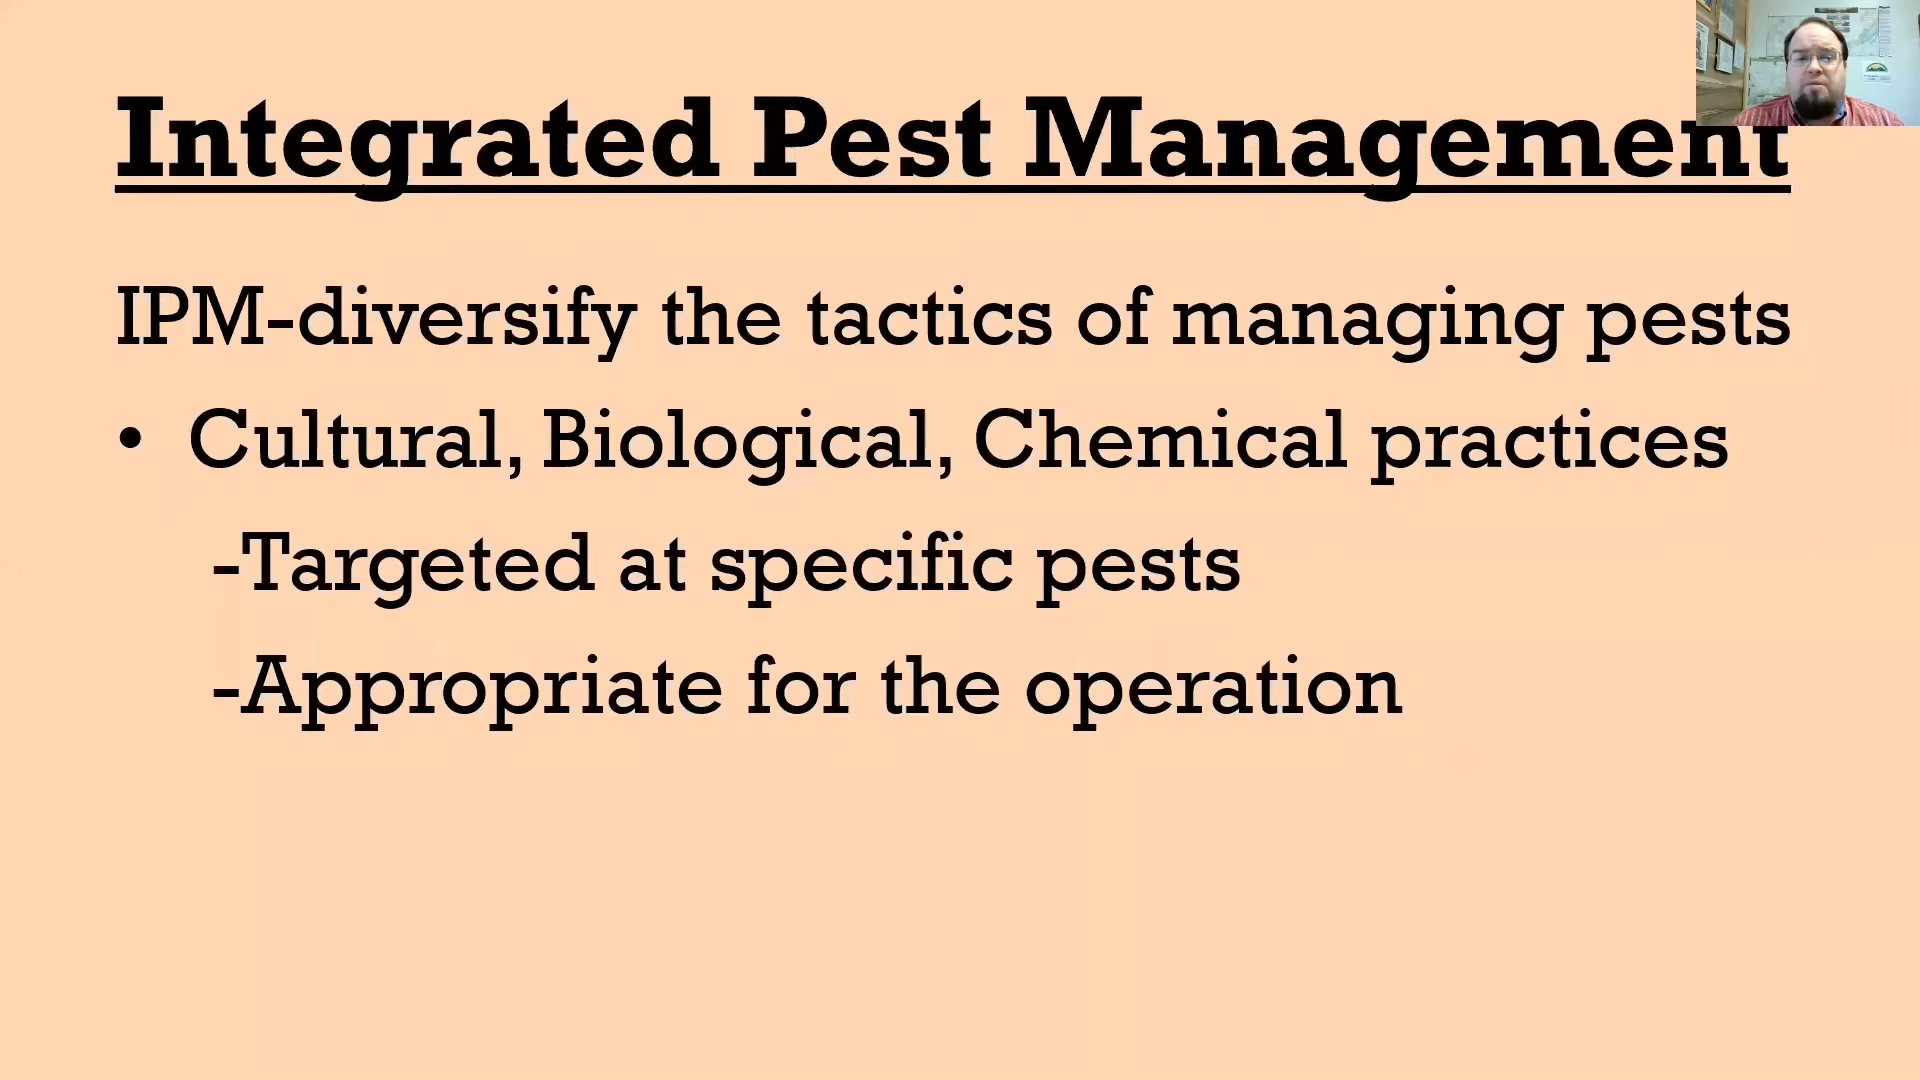 Integrated Pest Management
IPM-diversify the tactics of managing pests
• Cultural, Biological, Chemical practices
-Targeted at specific pests
-Appropriate for the operation